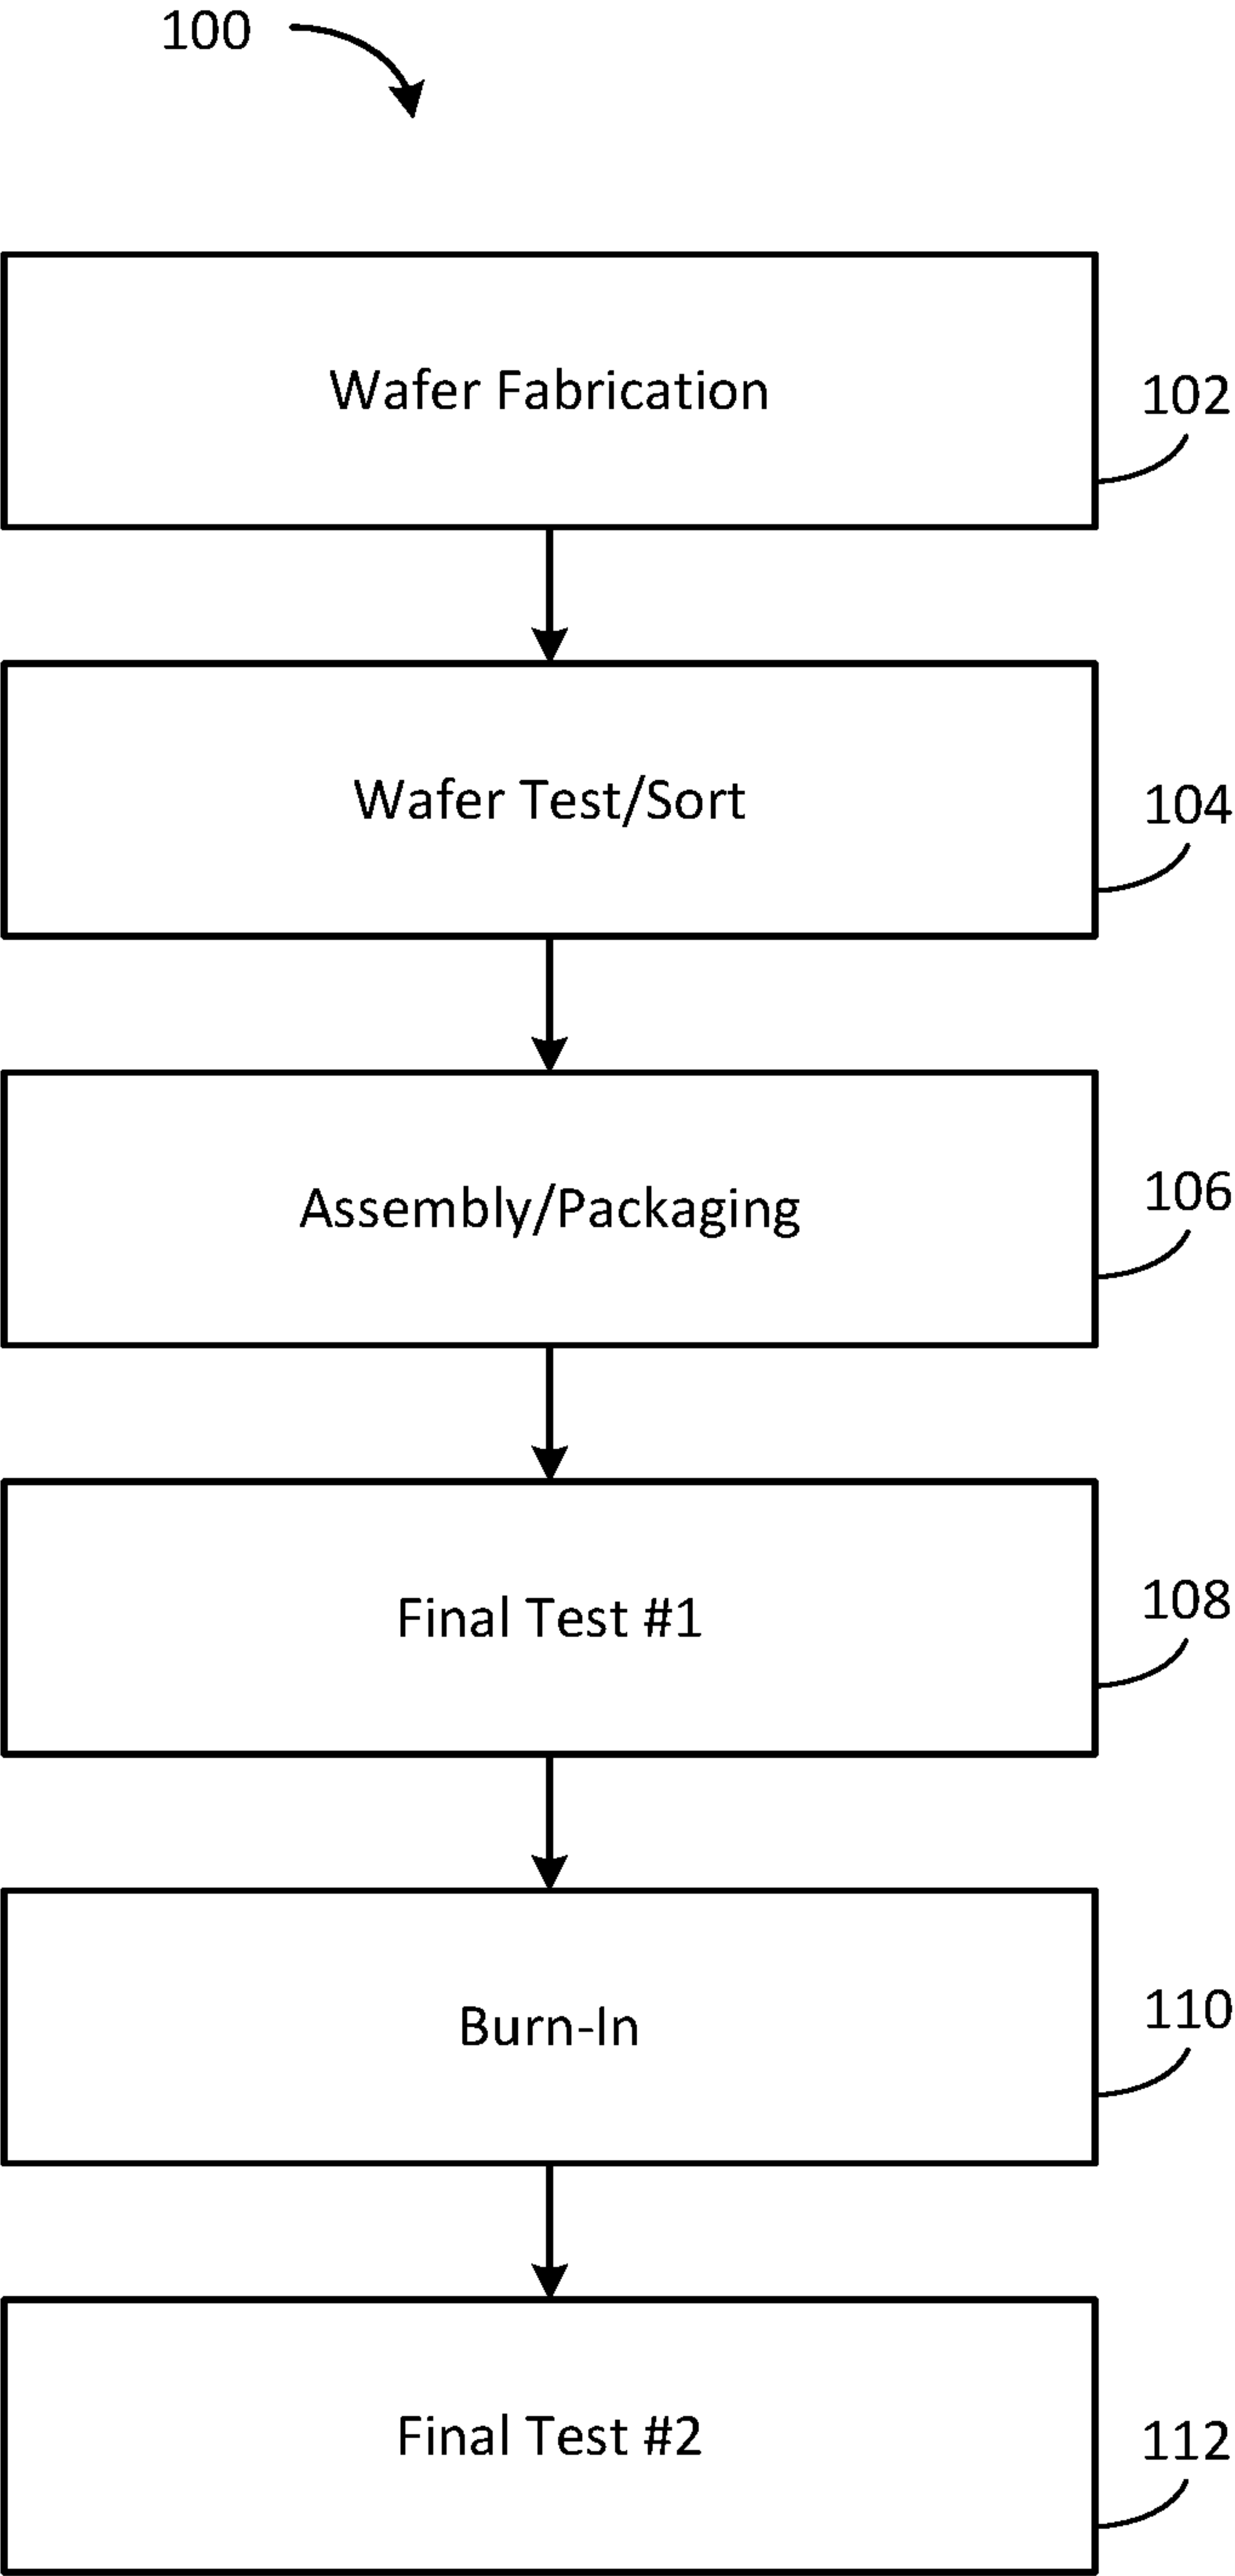 100
Wafer Fabrication
102
Wafer Test/Sort
104
Assembly/Packaging
106
Final Test #1
108
Burn-In
110
Final Test #2
112